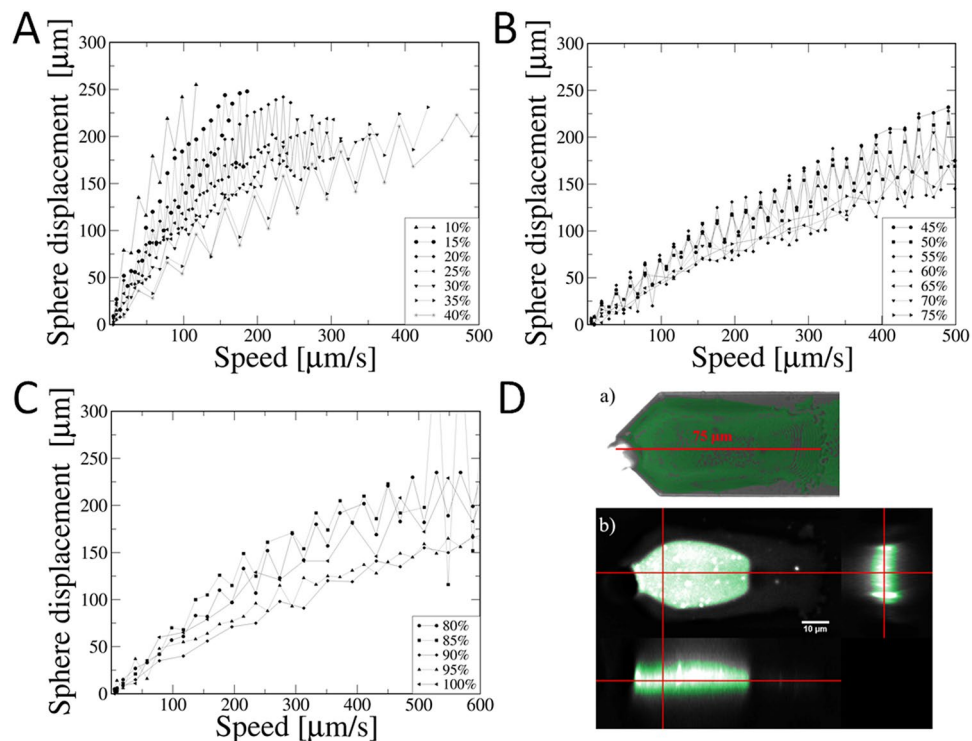 A
Sphere displacement [μm]
300
250
200
150
100
50
0
100 200 300 400 500
Speed [μm/s]
10%
15%
20%
25%
30%
35%
40%
B
Sphere displacement [μm]
300
250
200
150
100
50
0
0 100 200 300 400 500
Speed [μm/s]
45%
50%
55%
60%
65%
70%
75%
C
Sphere displacement [μm]
300
250
200
150
100
50
0
100 200 300 400 500 600
Speed [μm/s]
80%
85%
90%
95%
100%
D
a)
75 μm
b)
10 μm